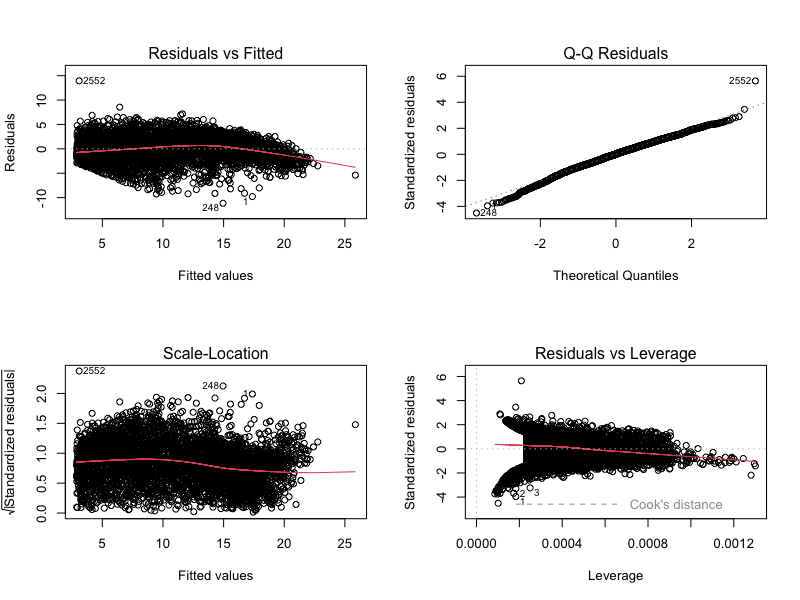 Residuals vs Fitted
Residuals
10
5
0
-10
2552
248
1
5 10 15 20 25
Fitted values
Q-Q Residuals
Standardized residuals
6
4
2
0
-2
-4
2552
248
-2 0 2
Theoretical Quantiles
Scale-Location
√|Standardized residuals|
2.0
1.5
1.0
0.5
0.0
2552
248
1
5 10 15 20 25
Fitted values
Residuals vs Leverage
Standardized residuals
6
4
2
0
-2
-4
2
3
1
Cook's distance
0.0000 0.0004 0.0008 0.0012
Leverage